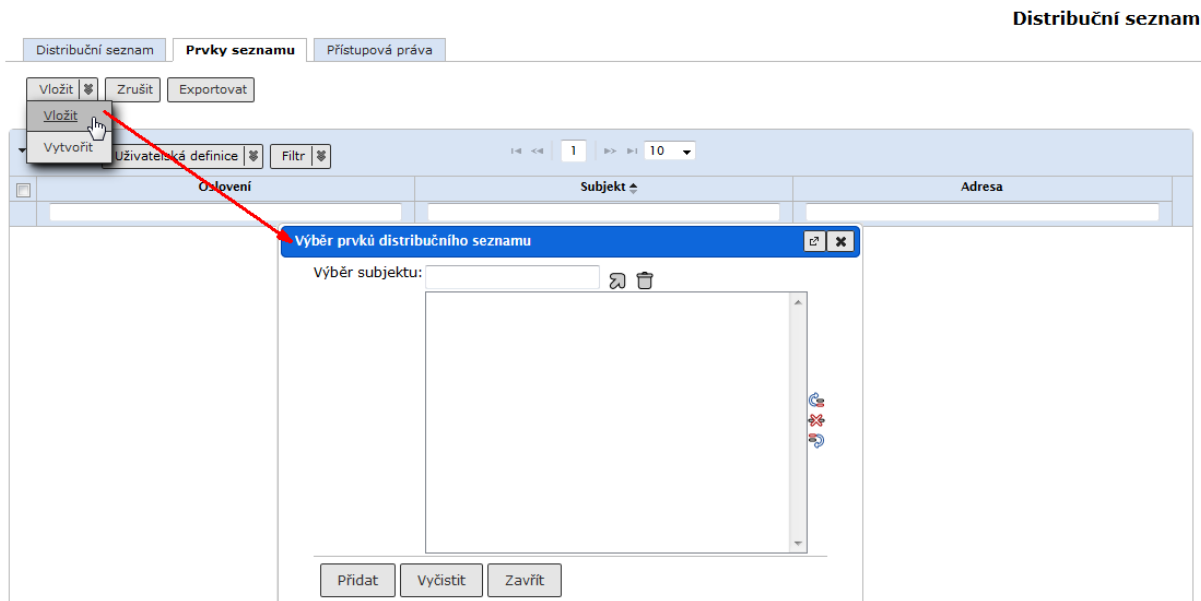 Distribuční seznam
Distribuční seznam Prvky seznamu Přístupová práva
Vložit Zrušit Exportovat
Vložit
Vytvořit
Uživatelská definice Filtr 1 10
Oslovení Subjekt Adresa
Výběr prvků distribučního seznamu
Výběr subjektu:
Přidat Vyčistit Zavřít